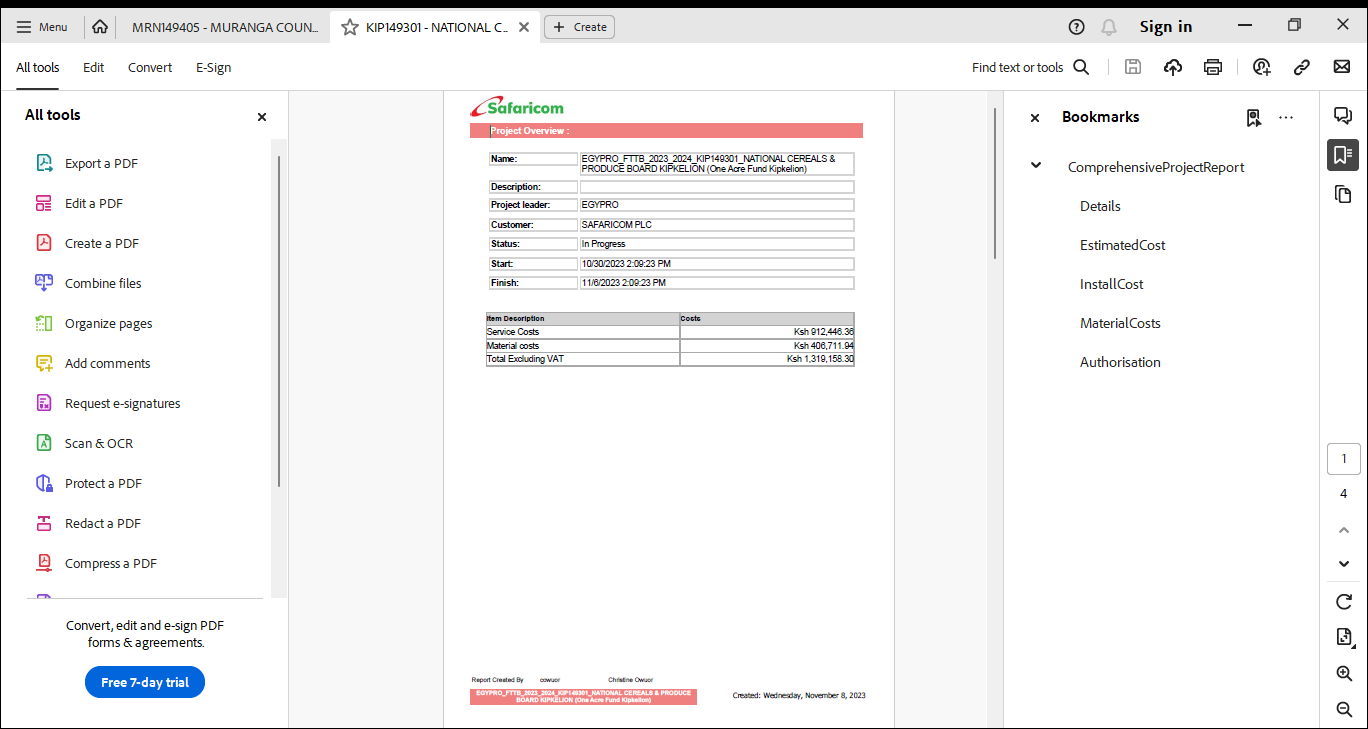 Menu
MRN149405 - MURANGA COUN...
KIP149301 - NATIONAL C...
Create
Sign in
All tools
Edit
Convert
E-Sign
Find text or tools
All tools
Export a PDF
Edit a PDF
Create a PDF
Combine files
Organize pages
Add comments
Request e-signatures
Scan & OCR
Protect a PDF
Redact a PDF
Compress a PDF
Convert, edit and e-sign PDF
forms & agreements.
Free 7-day trial
Safaricom
Project Overview :
Name: EGYPRO_FTTB_2023_2024_KIP149301_NATIONAL CEREALS &
PRODUCE BOARD KIPKELION (One Acre Fund Kipkelion)
Description:
Project leader: EGYPRO
Customer: SAFARICOM PLC
Status: In Progress
Start: 10/30/2023 2:09:23 PM
Finish: 11/6/2023 2:09:23 PM
Item Description Costs
Service Costs Ksh 912,446.36
Material costs Ksh 406,711.94
Total Excluding VAT Ksh 1,319,158.30
Report Created By cowuor Christine Owuor
EGYPRO_FTTB_2023_2024_KIP149301_NATIONAL CEREALS & PRODUCE
BOARD KIPKELION (One Acre Fund Kipkelion)
Created: Wednesday, November 8, 2023
Bookmarks
ComprehensiveProjectReport
Details
EstimatedCost
InstallCost
MaterialCosts
Authorisation
1
4